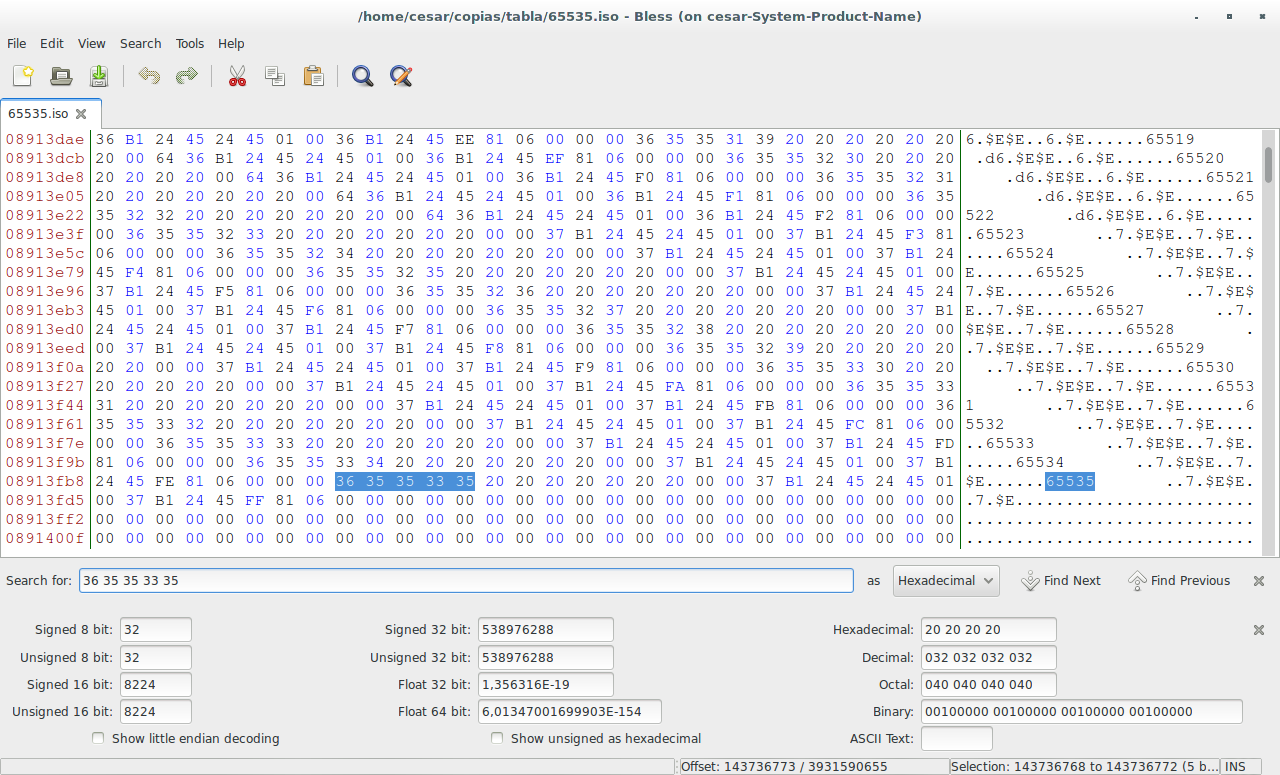 /home/cesar/copias/tabla/65535.iso - Bless (on cesar-System-Product-Name)
File Edit View Search Tools Help
65535.iso
08913dae 36 B1 24 45 24 45 01 00 36 B1 24 45 EE 81 06 00 00 00 36 35 35 31 39 20 20 20 20 20 20 6.$E$E..6.$E......65519
08913dcb 20 00 64 36 B1 24 45 24 45 01 00 36 B1 24 45 EF 81 06 00 00 00 36 35 35 32 30 20 20 20 .d6.$E$E..6.$E......65520
08913de8 20 20 20 20 00 64 36 B1 24 45 24 45 01 00 36 B1 24 45 F0 81 06 00 00 00 36 35 35 32 31 .d6.$E$E..6.$E......65521
08913e05 20 20 20 20 20 20 20 00 64 36 B1 24 45 24 45 01 00 36 B1 24 45 F1 81 06 00 00 00 36 35 .d6.$E$E..6.$E......65
08913e22 35 32 32 20 20 20 20 20 20 20 00 64 36 B1 24 45 24 45 01 00 36 B1 24 45 F2 81 06 00 00 522 .d6.$E$E..6.$E.....
08913e3f 00 36 35 35 32 33 20 20 20 20 20 20 20 00 00 37 B1 24 45 24 45 01 00 37 B1 24 45 F3 81 .65523 ..7.$E$E..7.$E..
08913e5c 06 00 00 00 36 35 35 32 34 20 20 20 20 20 20 20 00 00 37 B1 24 45 24 45 01 00 37 B1 24 ....65524 ..7.$E$E..7.$
08913e79 45 F4 81 06 00 00 00 36 35 35 32 35 20 20 20 20 20 20 20 00 00 37 B1 24 45 24 45 01 00 E......65525 ..7.$E$E..
08913e96 37 B1 24 45 F5 81 06 00 00 00 36 35 35 32 36 20 20 20 20 20 20 20 00 00 37 B1 24 45 24 7.$E......65526 ..7.$E$
08913eb3 45 01 00 37 B1 24 45 F6 81 06 00 00 00 36 35 35 32 37 20 20 20 20 20 20 20 00 00 37 B1 E..7.$E......65527 ..7.
08913ed0 24 45 24 45 01 00 37 B1 24 45 F7 81 06 00 00 00 36 35 35 32 38 20 20 20 20 20 20 20 00 $E$E..7.$E......65528 .
08913eed 00 37 B1 24 45 24 45 01 00 37 B1 24 45 F8 81 06 00 00 00 36 35 35 32 39 20 20 20 20 20 .7.$E$E..7.$E......65529
08913f0a 20 20 00 00 37 B1 24 45 24 45 01 00 37 B1 24 45 F9 81 06 00 00 00 36 35 35 33 30 20 20 ..7.$E$E..7.$E......65530
08913f27 20 20 20 20 20 00 00 37 B1 24 45 24 45 01 00 37 B1 24 45 FA 81 06 00 00 00 36 35 35 33 ..7.$E$E..7.$E......6553
08913f44 31 20 20 20 20 20 20 20 00 00 37 B1 24 45 24 45 01 00 37 B1 24 45 FB 81 06 00 00 00 36 1 ..7.$E$E..7.$E......6
08913f61 35 35 33 32 20 20 20 20 20 20 20 00 00 37 B1 24 45 24 45 01 00 37 B1 24 45 FC 81 06 00 5532 ..7.$E$E..7.$E....
08913f7e 00 00 36 35 35 33 33 20 20 20 20 20 20 20 00 00 37 B1 24 45 24 45 01 00 37 B1 24 45 FD ..65533 ..7.$E$E..7.$E.
08913f9b 81 06 00 00 00 36 35 35 33 34 20 20 20 20 20 20 20 00 00 37 B1 24 45 24 45 01 00 37 B1 .....65534 ..7.$E$E..7.
08913fb8 24 45 FE 81 06 00 00 00 36 35 35 33 35 20 20 20 20 20 20 20 00 00 37 B1 24 45 24 45 01 $E......65535 ..7.$E$E.
08913fd5 00 37 B1 24 45 FF 81 06 00 00 00 00 00 00 00 00 00 00 00 00 00 00 00 00 00 00 00 00 00 .7.$E........................
08913ff2 00 00 00 00 00 00 00 00 00 00 00 00 00 00 00 00 00 00 00 00 00 00 00 00 00 00 00 00 00 .............................
0891400f 00 00 00 00 00 00 00 00 00 00 00 00 00 00 00 00 00 00 00 00 00 00 00 00 00 00 00 00 00 .............................
Search for: 36 35 35 33 35 as Hexadecimal Find Next Find Previous
Signed 8 bit: 32 Signed 32 bit: 538976288 Hexadecimal: 20 20 20 20
Unsigned 8 bit: 32 Unsigned 32 bit: 538976288 Decimal: 032 032 032 032
Signed 16 bit: 8224 Float 32 bit: 1,356316E-19 Octal: 040 040 040 040
Unsigned 16 bit: 8224 Float 64 bit: 6,01347001699903E-154 Binary: 00100000 00100000 00100000 00100000
Show little endian decoding Show unsigned as hexadecimal ASCII Text:
Offset: 143736773 / 3931590655 Selection: 143736768 to 143736772 (5 b... INS